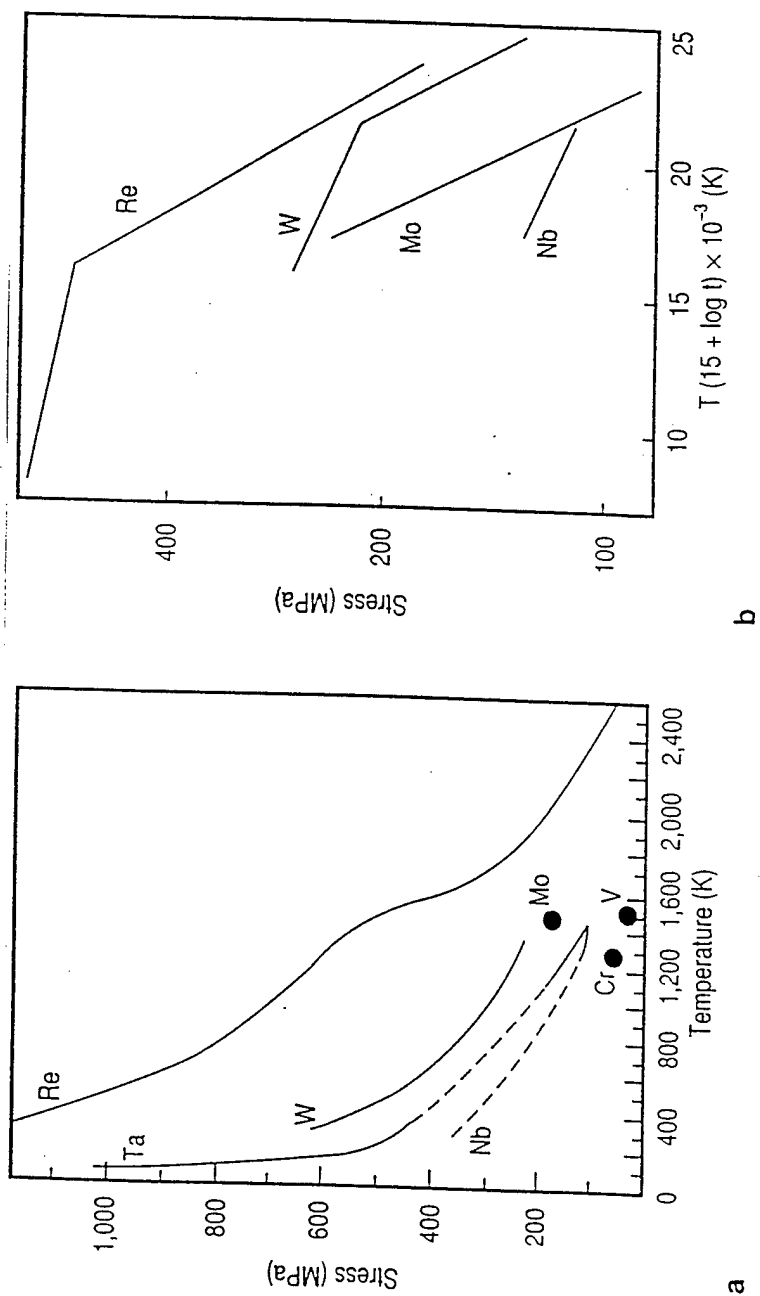 Stress (MPa)
1,000
800
600
400
200
Re
Ta
W
Nb
Mo
Cr
V
0
400
800
1,200
1,600
2,000
2,400
Temperature (K)
a
Stress (MPa)
400
200
100
Re
W
Mo
Nb
10
15
20
25
T (15 + log t) × 10⁻³ (K)
b